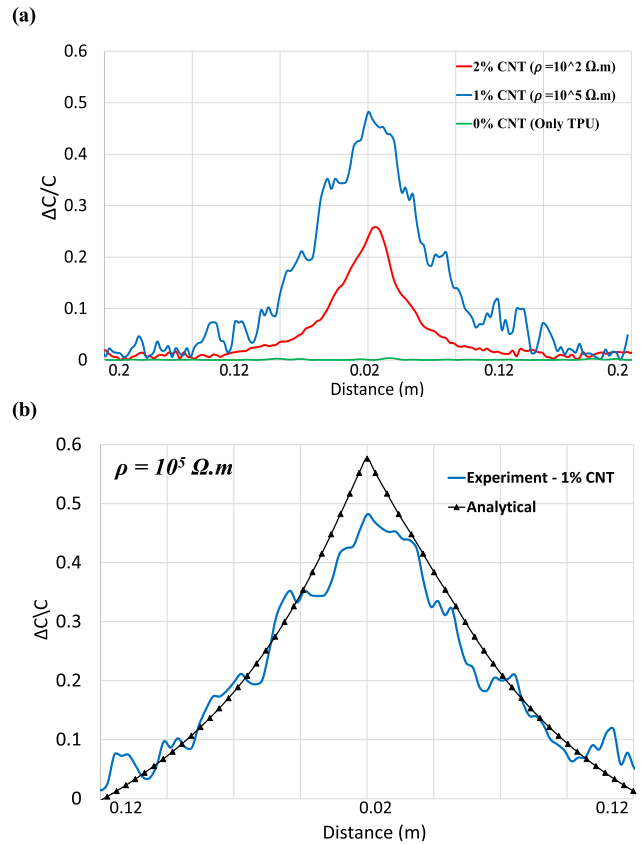 (a)
0.6
0.5
0.4
0.3
0.2
0.1
0
ΔC/C
2% CNT (ρ =10^2 Ω.m)
1% CNT (ρ =10^5 Ω.m)
0% CNT (Only TPU)
0.2 0.12 0.02 0.12 0.2
Distance (m)
(b)
0.6
0.5
0.4
0.3
0.2
0.1
0
ΔC\C
ρ = 10⁵ Ω.m
Experiment - 1% CNT
Analytical
0.12 0.02 0.12
Distance (m)